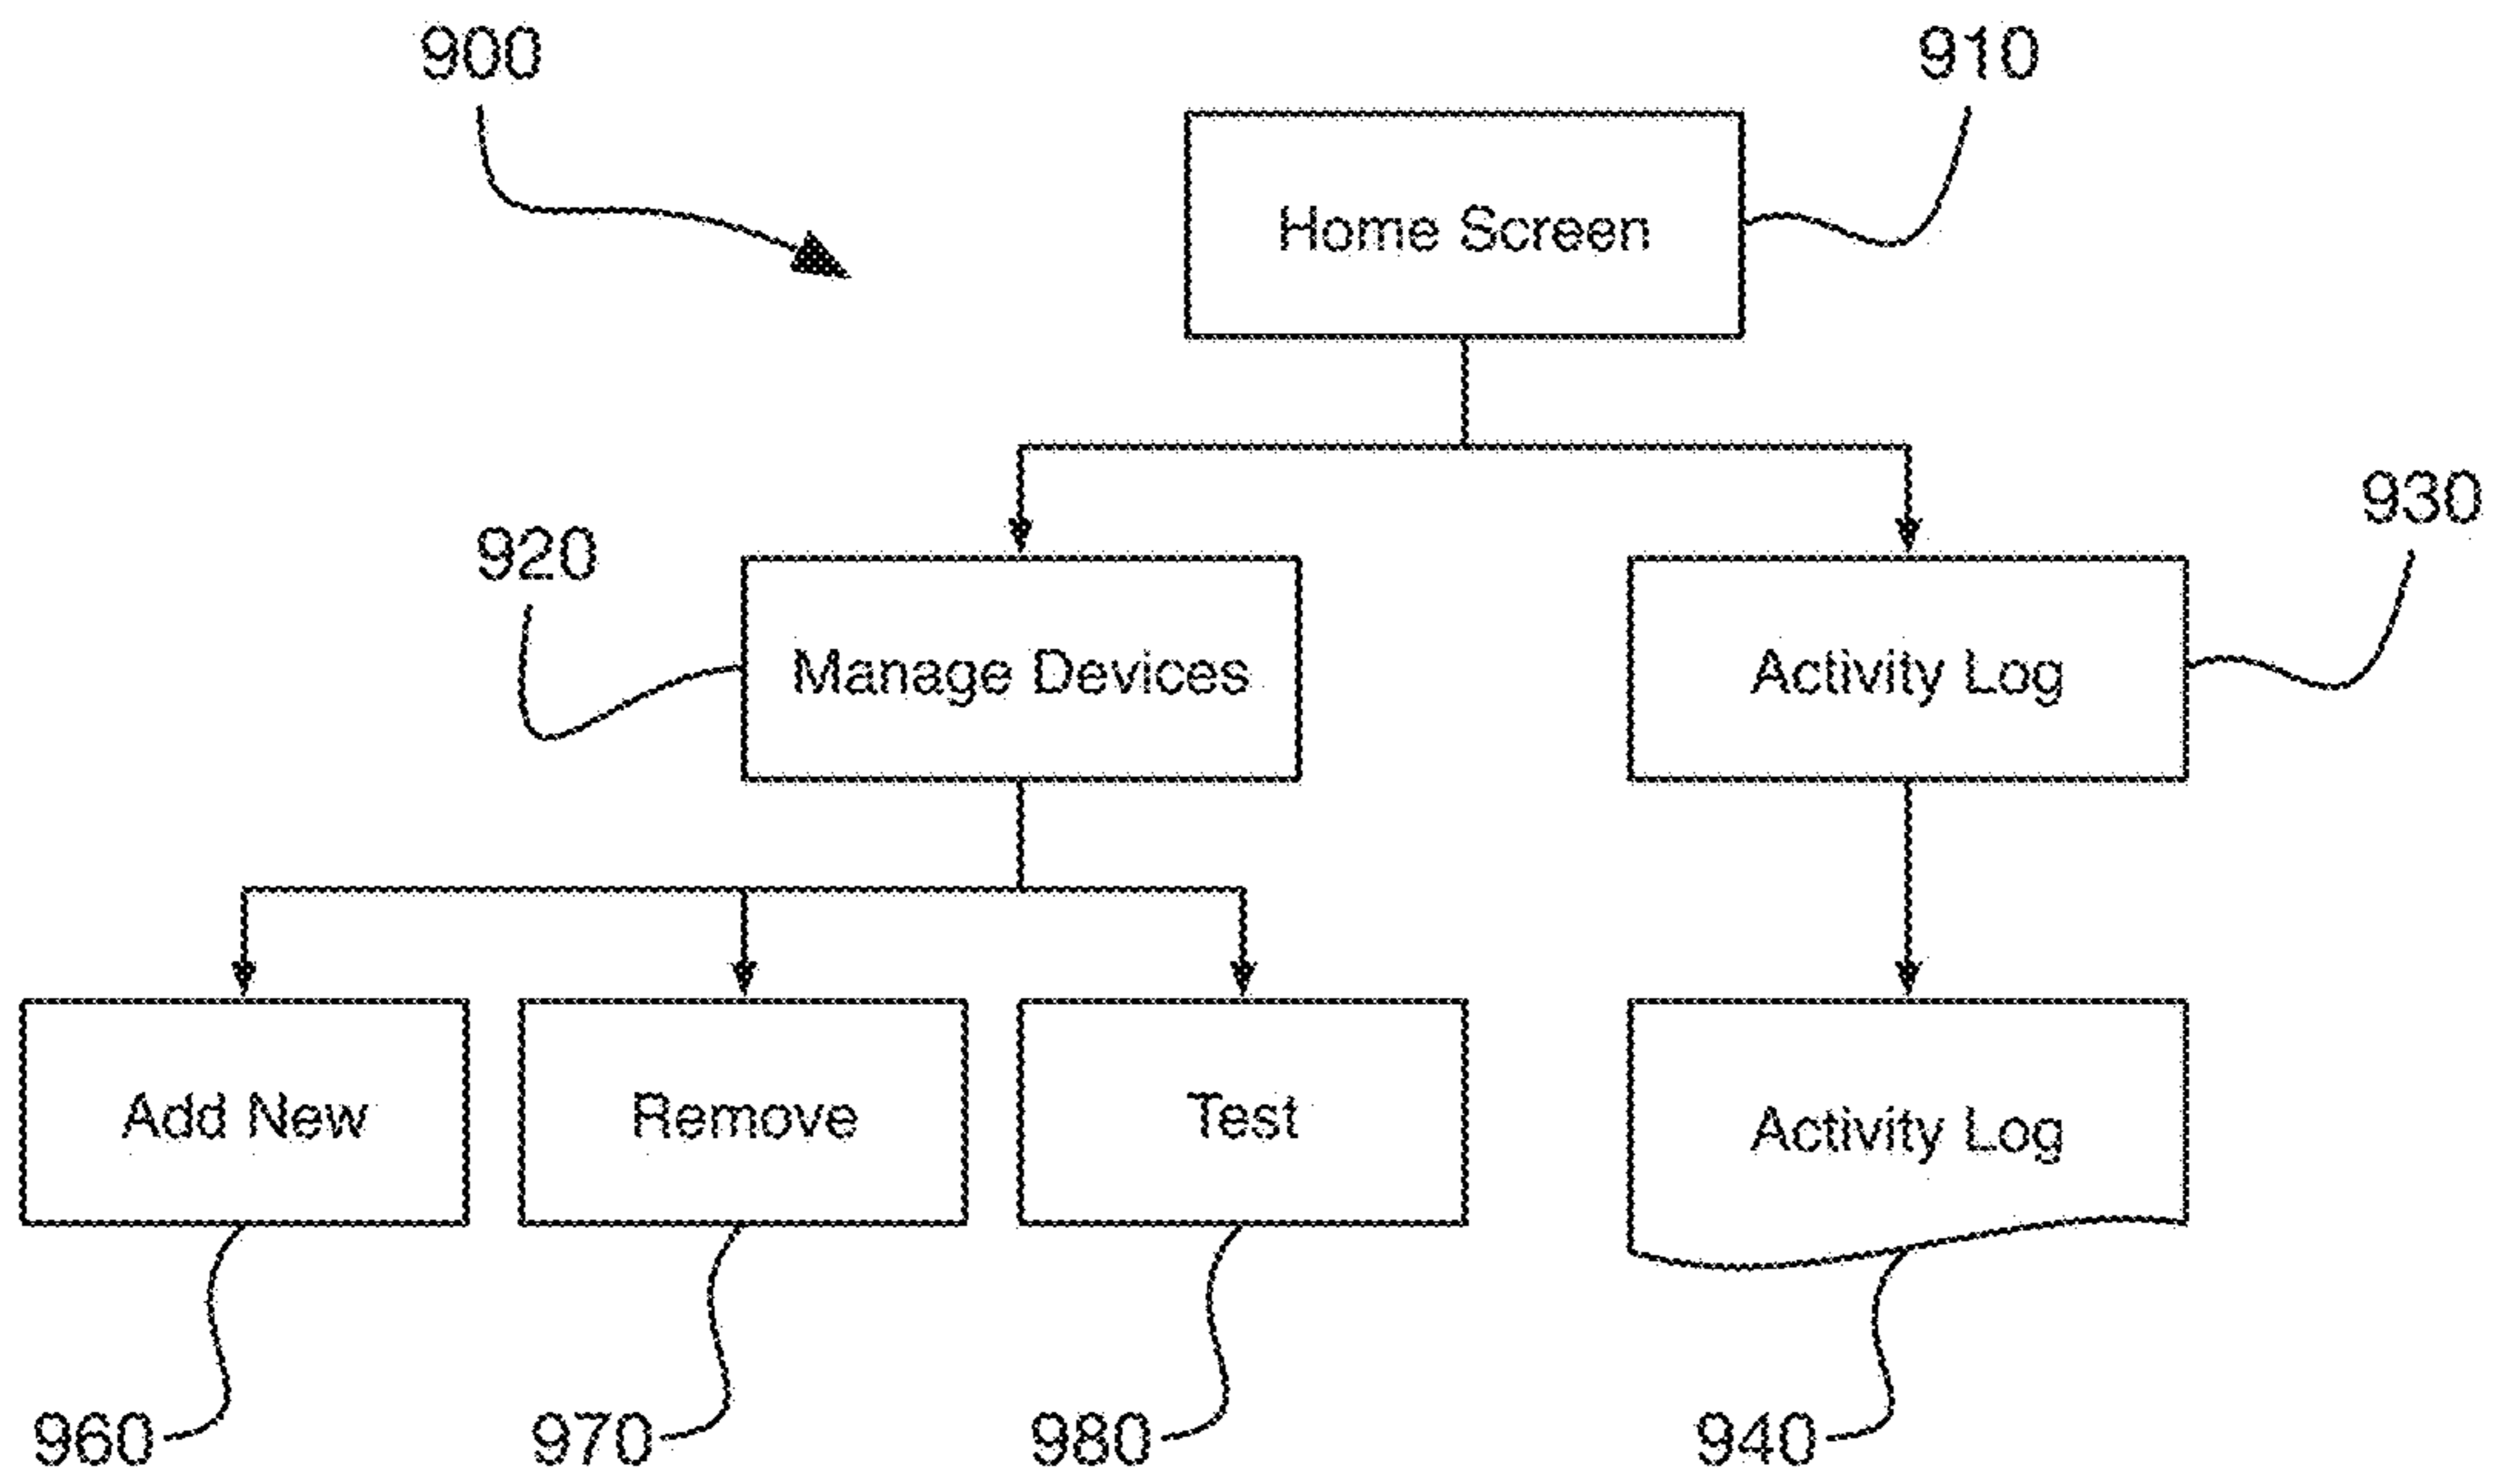 900
910
Home Screen
930
920
Manage Devices
Activity Log
Add New
Remove
Test
Activity Log
960
970
980
940